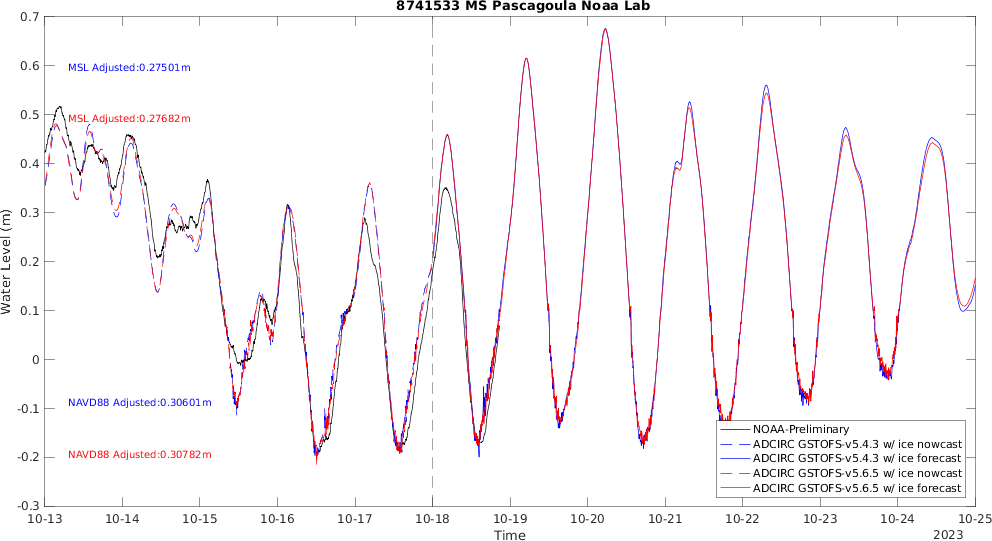 8741533 MS Pascagoula Noaa Lab
0.7
0.6
0.5
0.4
0.3
0.2
0.1
0
-0.1
-0.2
-0.3
Water Level (m)
MSL Adjusted:0.27501m
MSL Adjusted:0.27682m
NAVD88 Adjusted:0.30601m
NAVD88 Adjusted:0.30782m
NOAA-Preliminary
ADCIRC GSTOFS-v5.4.3 w/ ice nowcast
ADCIRC GSTOFS-v5.4.3 w/ ice forecast
ADCIRC GSTOFS-v5.6.5 w/ ice nowcast
ADCIRC GSTOFS-v5.6.5 w/ ice forecast
10-13 10-14 10-15 10-16 10-17 10-18 10-19 10-20 10-21 10-22 10-23 10-24 10-25
Time
2023